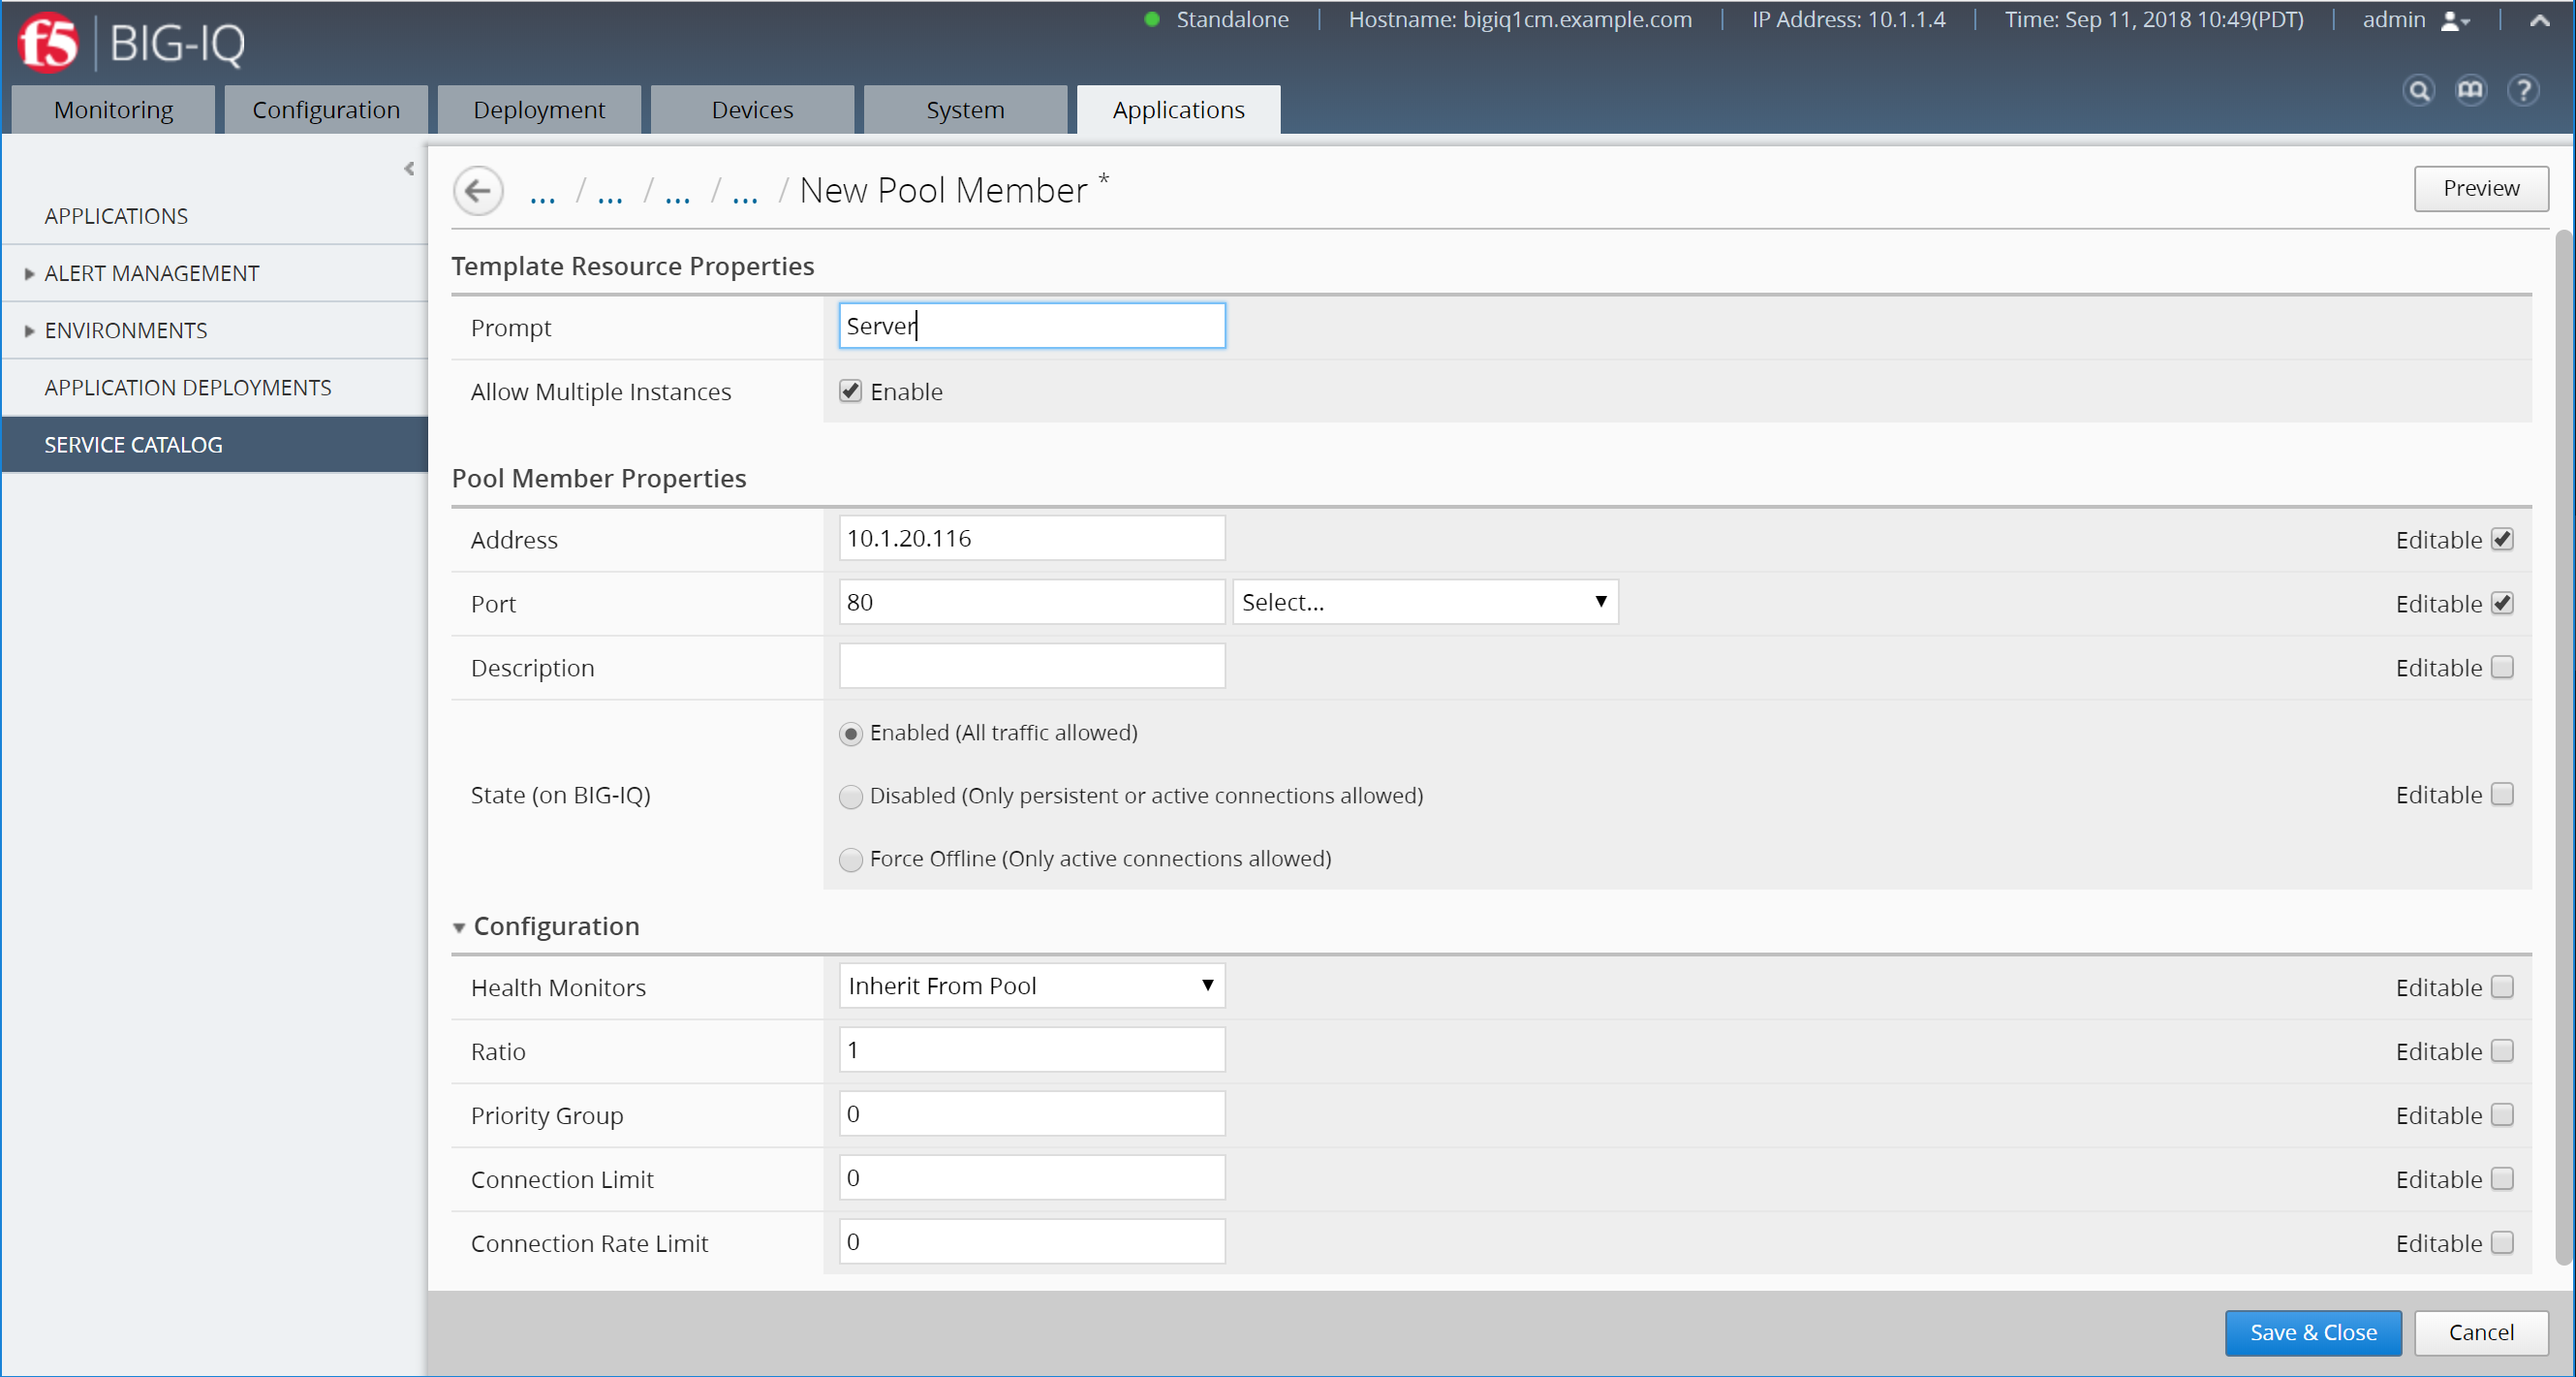 Standalone | Hostname: bigiq1cm.example.com | IP Address: 10.1.1.4 | Time: Sep 11, 2018 10:49(PDT) | admin
f5 | BIG-IQ
Monitoring Configuration Deployment Devices System Applications
APPLICATIONS
ALERT MANAGEMENT
ENVIRONMENTS
APPLICATION DEPLOYMENTS
SERVICE CATALOG
... / ... / ... / ... / New Pool Member *
Preview
Template Resource Properties
Prompt Server
Allow Multiple Instances Enable
Pool Member Properties
Address 10.1.20.116 Editable
Port 80 Select... Editable
Description Editable
Enabled (All traffic allowed)
State (on BIG-IQ) Disabled (Only persistent or active connections allowed) Editable
Force Offline (Only active connections allowed)
Configuration
Health Monitors Inherit From Pool Editable
Ratio 1 Editable
Priority Group 0 Editable
Connection Limit 0 Editable
Connection Rate Limit 0 Editable
Save & Close Cancel